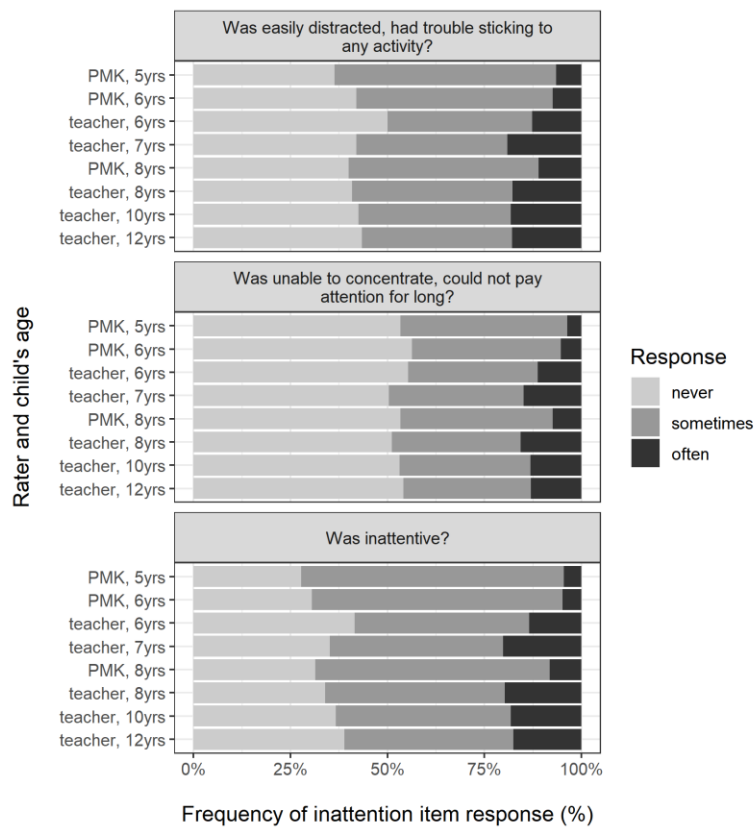 Was easily distracted, had trouble sticking to
any activity?
PMK, 5yrs
PMK, 6yrs
teacher, 6yrs
teacher, 7yrs
PMK, 8yrs
teacher, 8yrs
teacher, 10yrs
teacher, 12yrs
Was unable to concentrate, could not pay
attention for long?
PMK, 5yrs
PMK, 6yrs
teacher, 6yrs
teacher, 7yrs
PMK, 8yrs
teacher, 8yrs
teacher, 10yrs
teacher, 12yrs
Was inattentive?
PMK, 5yrs
PMK, 6yrs
teacher, 6yrs
teacher, 7yrs
PMK, 8yrs
teacher, 8yrs
teacher, 10yrs
teacher, 12yrs
0% 25% 50% 75% 100%
Frequency of inattention item response (%)
Rater and child's age
Response
never
sometimes
often